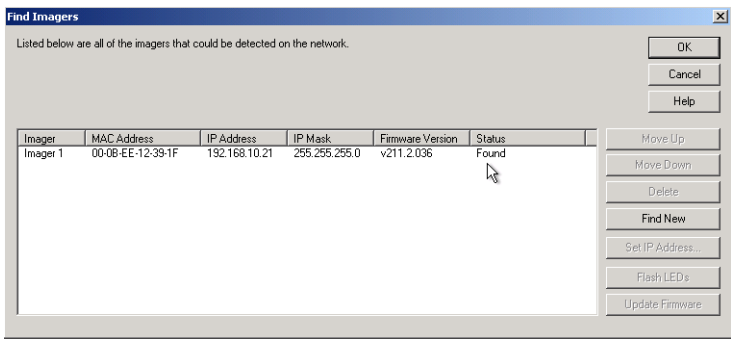 Find Imagers
Listed below are all of the imagers that could be detected on the network.
OK
Cancel
Help
Imager MAC Address IP Address IP Mask Firmware Version Status
Imager 1 00-0B-EE-12-39-1F 192.168.10.21 255.255.255.0 v211.2.036 Found
Move Up
Move Down
Delete
Find New
Set IP Address...
Flash LEDs
Update Firmware